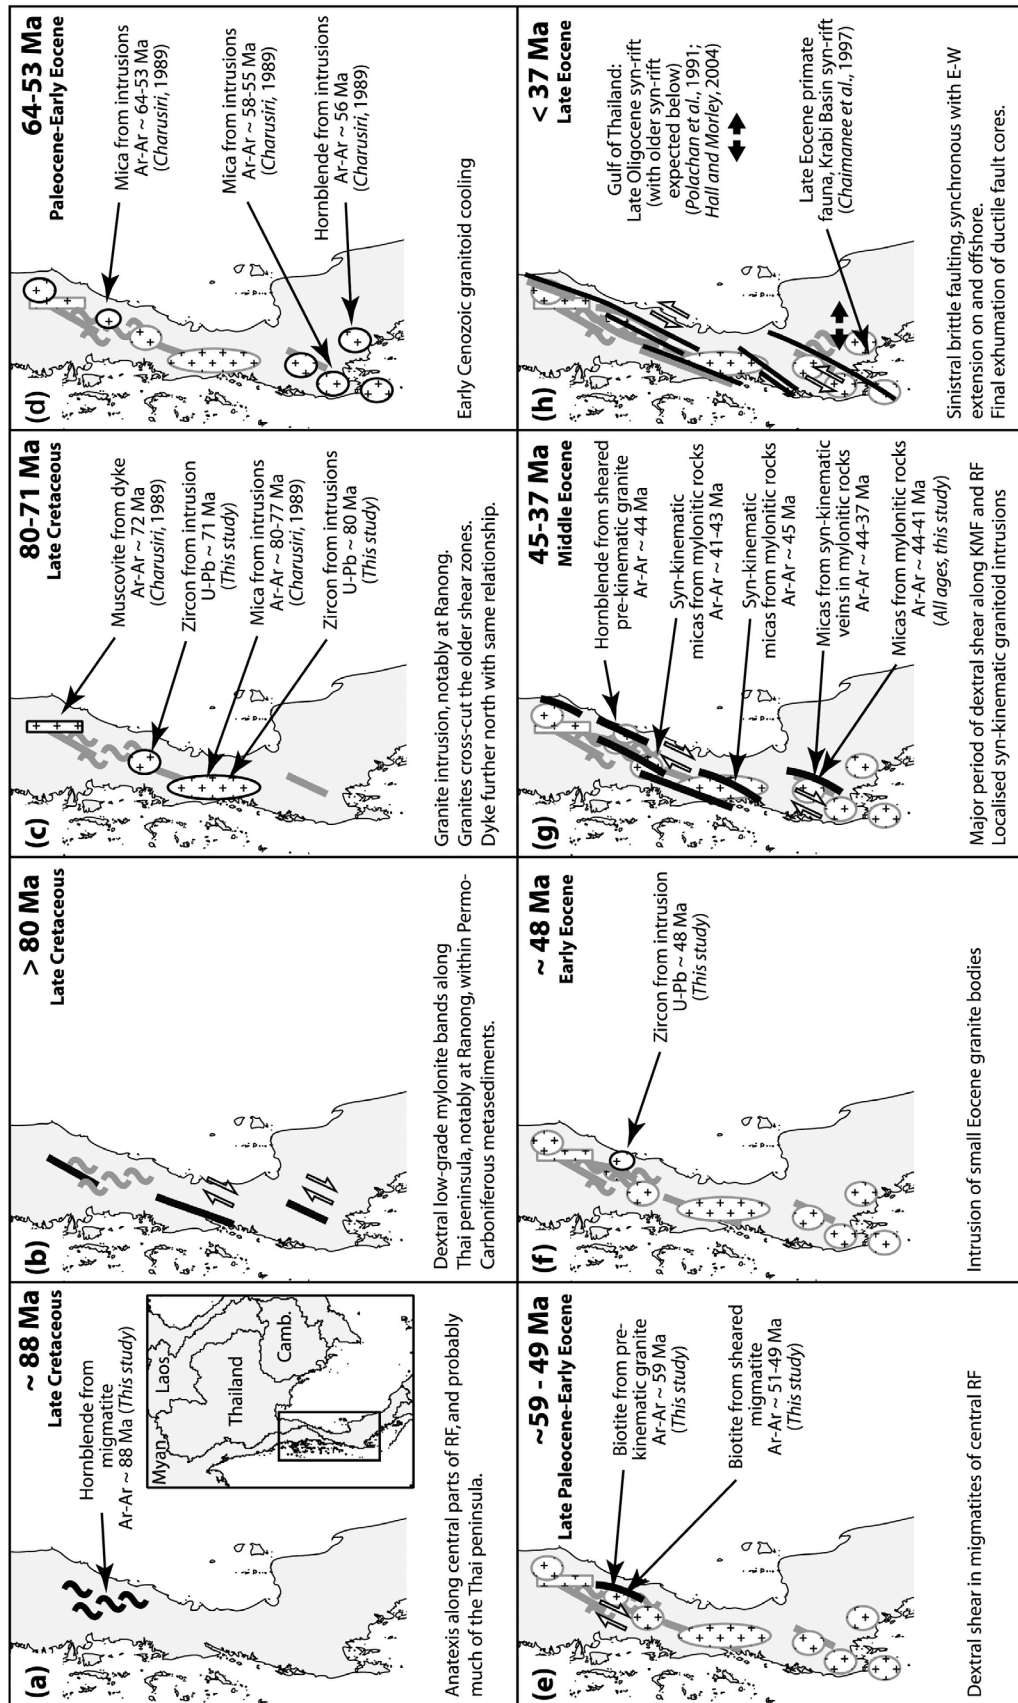 (a)
~ 88 Ma
Late Cretaceous
Hornblende from
migmatite
Ar-Ar ~ 88 Ma (This study)
Myan.
Laos
Thailand
Camb.
Anatexis along central parts of RF, and probably
much of the Thai peninsula.
(b)
> 80 Ma
Late Cretaceous
Dextral low-grade mylonite bands along
Thai peninsula, notably at Ranong, within Permo-
Carboniferous metasediments.
(c)
80-71 Ma
Late Cretaceous
Muscovite from dyke
Ar-Ar ~ 72 Ma
(Charusiri, 1989)
Zircon from intrusion
U-Pb ~ 71 Ma
(This study)
Mica from intrusions
Ar-Ar ~ 80-77 Ma
(Charusiri, 1989)
Zircon from intrusions
U-Pb ~ 80 Ma
(This study)
Granite intrusion, notably at Ranong.
Granites cross-cut the older shear zones.
Dyke further north with same relationship.
(d)
64-53 Ma
Paleocene-Early Eocene
Mica from intrusions
Ar-Ar ~ 64-53 Ma
(Charusiri, 1989)
Mica from intrusions
Ar-Ar ~ 58-55 Ma
(Charusiri, 1989)
Hornblende from intrusions
Ar-Ar ~ 56 Ma
(Charusiri, 1989)
Early Cenozoic granitoid cooling
(e)
~59 - 49 Ma
Late Paleocene-Early Eocene
Biotite from pre-
kinematic granite
Ar-Ar ~ 59 Ma
(This study)
Biotite from sheared
migmatite
Ar-Ar ~ 51-49 Ma
(This study)
Dextral shear in migmatites of central RF
(f)
~ 48 Ma
Early Eocene
Zircon from intrusion
U-Pb ~ 48 Ma
(This study)
Intrusion of small Eocene granite bodies
(g)
45-37 Ma
Middle Eocene
Hornblende from sheared
pre-kinematic granite
Ar-Ar ~ 44 Ma
Syn-kinematic
micas from mylonitic rocks
Ar-Ar ~ 41-43 Ma
Syn-kinematic
micas from mylonitic rocks
Ar-Ar ~ 45 Ma
Micas from syn-kinematic
veins in mylonitic rocks
Ar-Ar ~ 44-37 Ma
Micas from mylonitic rocks
Ar-Ar ~ 44-41 Ma
(All ages, this study)
Major period of dextral shear along KMF and RF
Localised syn-kinematic granitoid intrusions
(h)
< 37 Ma
Late Eocene
Gulf of Thailand:
Late Oligocene syn-rift
(with older syn-rift
expected below)
(Polachan et al., 1991;
Hall and Morley, 2004)
Late Eocene primate
fauna, Krabi Basin syn-rift
(Chaimanee et al., 1997)
Sinistral brittle faulting, synchronous with E-W
extension on and offshore.
Final exhumation of ductile fault cores.